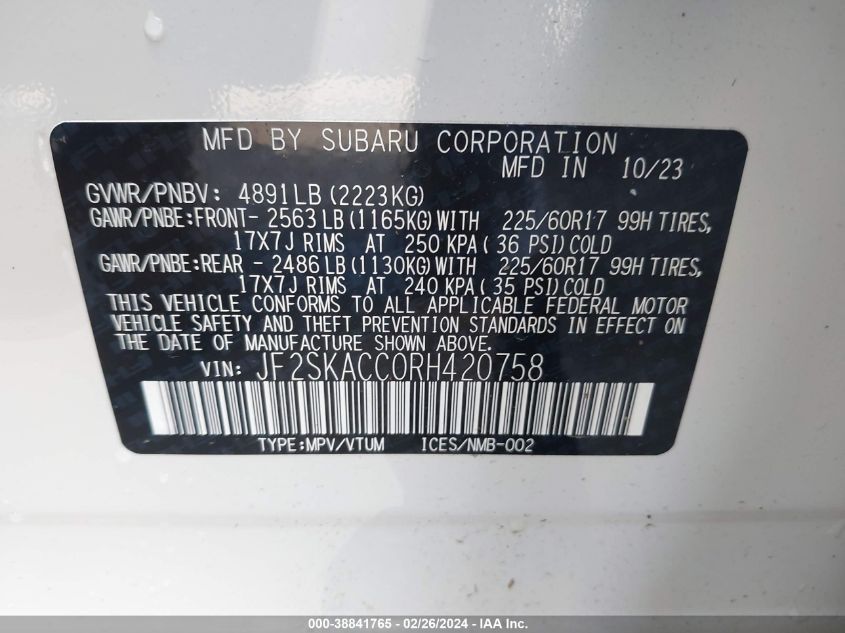 MFD BY SUBARU CORPORATION
MFD IN 10/23
GVWR/PNBV: 4891LB (2223KG)
GAWR/PNBE:FRONT- 2563LB (1165KG) WITH 225/60R17 99H TIRES,
17X7J RIMS AT 250 KPA ( 36 PSI) COLD
GAWR/PNBE:REAR - 2486LB (1130KG) WITH 225/60R17 99H TIRES,
17X7J RIMS AT 240 KPA ( 35 PSI) COLD
THIS VEHICLE CONFORMS TO ALL APPLICABLE FEDERAL MOTOR
VEHICLE SAFETY AND THEFT PREVENTION STANDARDS IN EFFECT ON
THE DATE OF MANUFACTURE SHOWN ABOVE.
VIN: JF2SKACC0RH420758
TYPE:MPV/VTUM ICES/NMB-002
000-38841765 - 02/26/2024 - IAA Inc.